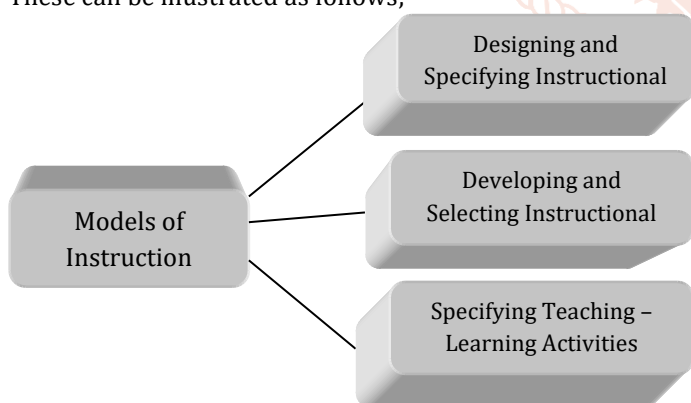 These can be illustrated as follows;
Designing and
Specifying Instructional
Developing and
Selecting Instructional
Models of
Instruction
Specifying Teaching –
Learning Activities